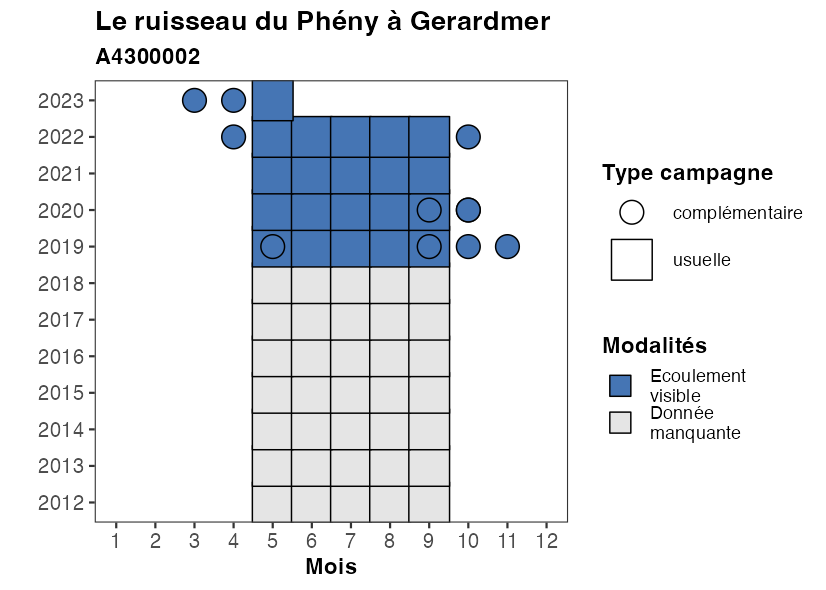 Le ruisseau du Phény à Gerardmer
A4300002
2023
2022
2021
2020
2019
2018
2017
2016
2015
2014
2013
2012
1 2 3 4 5 6 7 8 9 10 11 12
Mois
Type campagne
complémentaire
usuelle
Modalités
Ecoulement
visible
Donnée
manquante